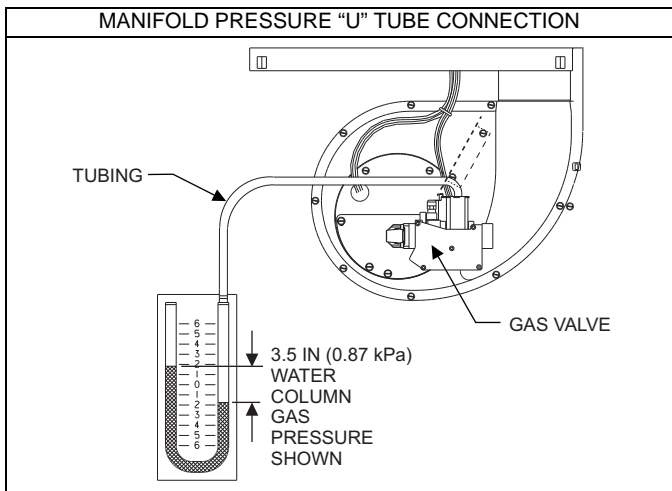 MANIFOLD PRESSURE “U” TUBE CONNECTION
TUBING
GAS VALVE
3.5 IN (0.87 kPa)
WATER
COLUMN
GAS
PRESSURE
SHOWN
6
5
4
3
2
1
0
1
2
3
4
5
6